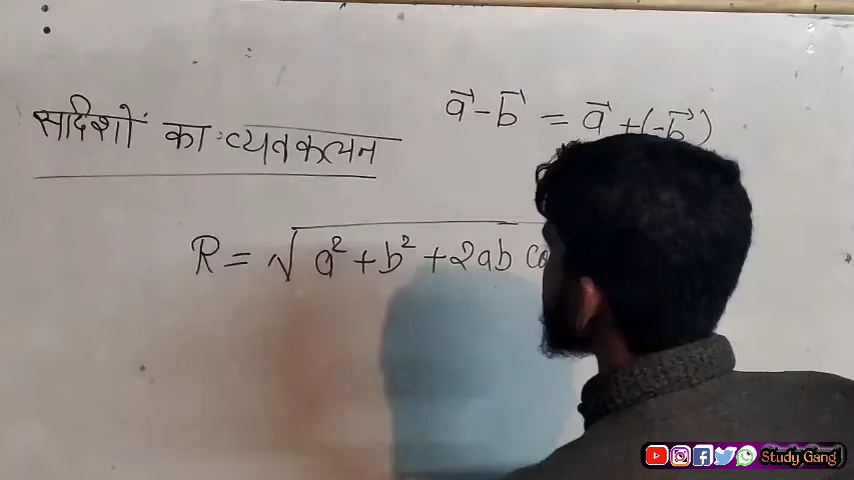 सदिशों का व्यवकलन
a⃗ - b⃗ = a⃗ + (-b⃗)
R = √a² + b² + 2ab
Study Gang